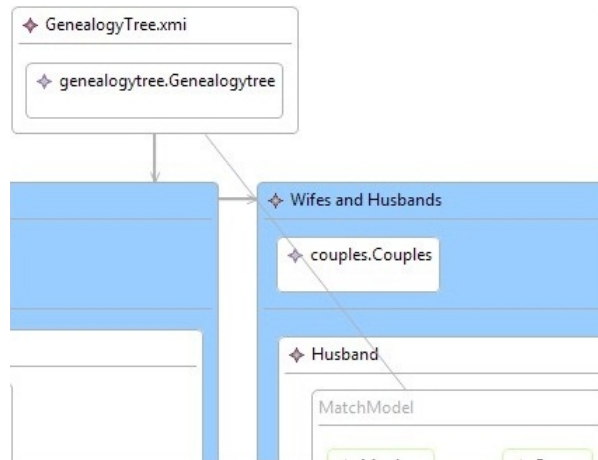 GenealogyTree.xmi
genealogytree.Genealogytree
Wifes and Husbands
couples.Couples
Husband
MatchModel